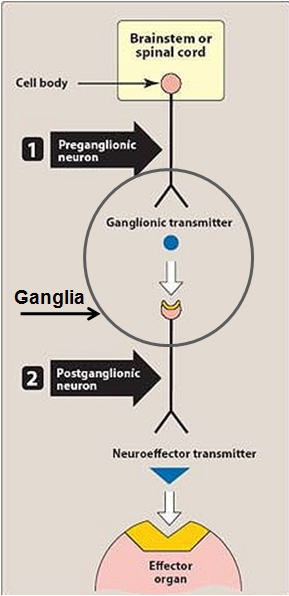 Brainstem or
spinal cord
Cell body
1
Preganglionic
neuron
Ganglionic transmitter
Ganglia
2
Postganglionic
neuron
Neuroeffector transmitter
Effector
organ